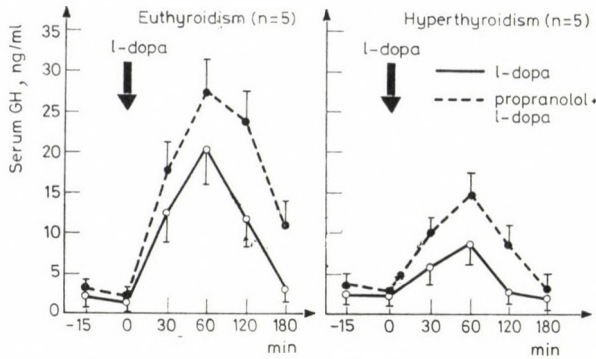 Euthyroidism (n=5)
Hyperthyroidism (n=5)
Serum GH, ng/ml
35
30
25
20
15
10
5
0
l-dopa
l-dopa
l-dopa
propranolol+
l-dopa
-15 0 30 60 120 180
min
-15 0 30 60 120 180
min